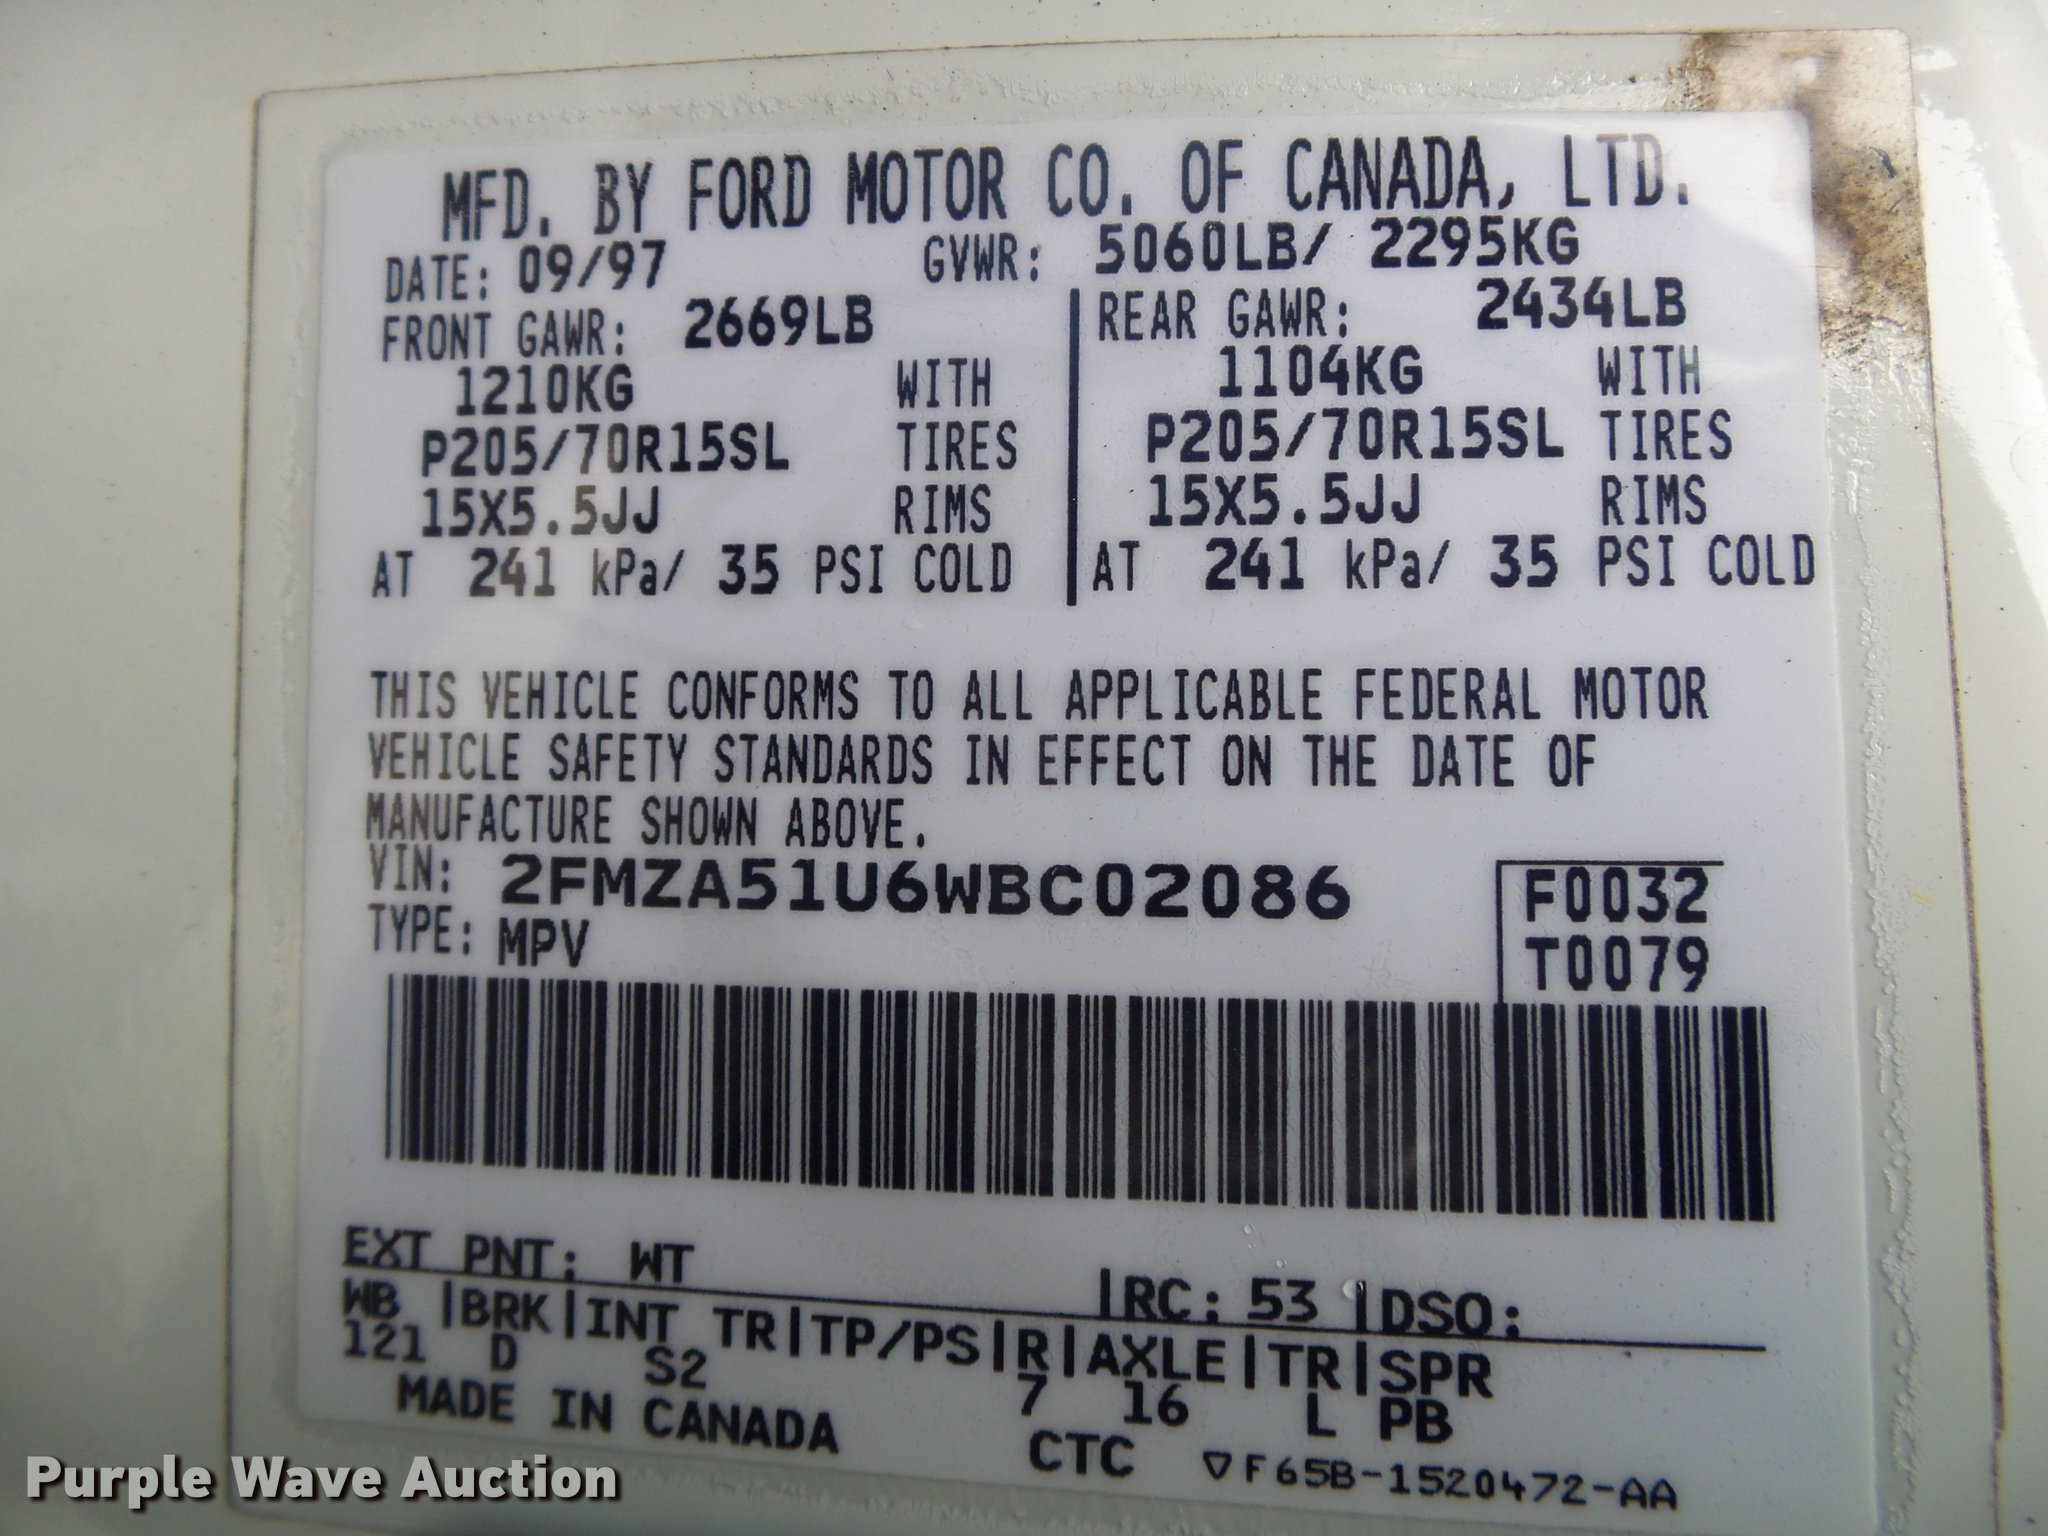 MFD. BY FORD MOTOR CO. OF CANADA, LTD.
DATE: 09/97 GVWR: 5060LB/ 2295KG
FRONT GAWR: 2669LB
1210KG WITH
P205/70R15SL TIRES
15X5.5JJ RIMS
AT 241 kPa/ 35 PSI COLD
REAR GAWR: 2434LB
1104KG WITH
P205/70R15SL TIRES
15X5.5JJ RIMS
AT 241 kPa/ 35 PSI COLD
THIS VEHICLE CONFORMS TO ALL APPLICABLE FEDERAL MOTOR
VEHICLE SAFETY STANDARDS IN EFFECT ON THE DATE OF
MANUFACTURE SHOWN ABOVE.
VIN: 2FMZA51U6WBC02086
TYPE: MPV
F0032
T0079
EXT PNT: WT |RC: 53 |DSO:
WB |BRK|INT TR|TP/PS|R|AXLE|TR|SPR
121 D S2 7 16 L PB
MADE IN CANADA CTC ▽F65B-1520472-AA
Purple Wave Auction